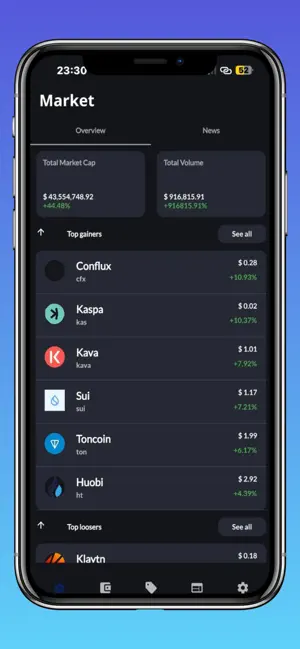 23:30
52
Market
Overview
News
Total Market Cap
$ 43,554,748.92
+44.48%
Total Volume
$ 916,815.91
+916815.91%
Top gainers
See all
Conflux
cfx
$ 0.28
+10.93%
Kaspa
kas
$ 0.02
+10.37%
Kava
kava
$ 1.01
+7.92%
Sui
sui
$ 1.17
+7.21%
Toncoin
ton
$ 1.99
+6.17%
Huobi
ht
$ 2.92
+4.39%
Top loosers
See all
Klaytn
$ 0.18